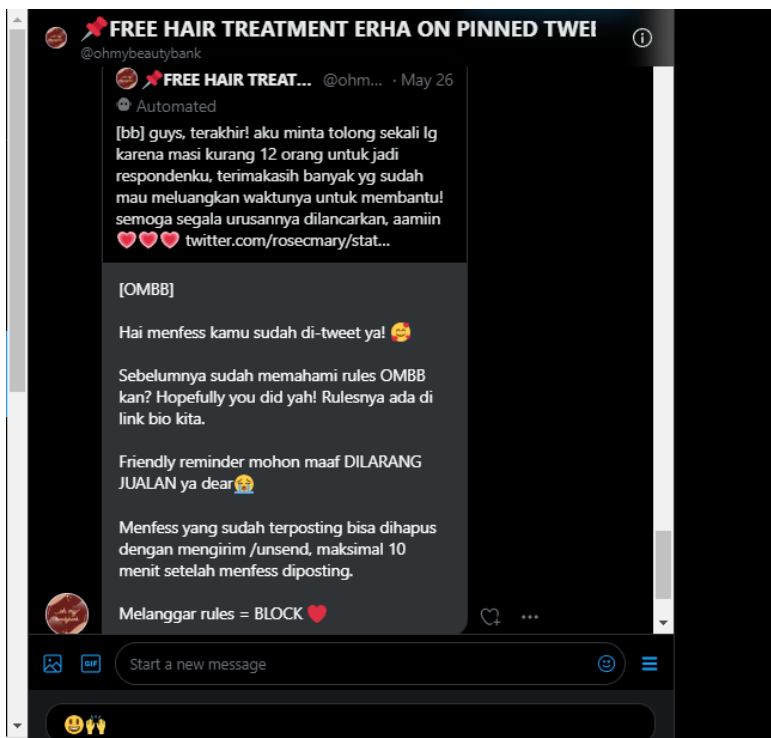 📌FREE HAIR TREATMENT ERHA ON PINNED TWE
@ohmybeautybank
📌FREE HAIR TREAT... @ohm... · May 26
Automated
[bb] guys, terakhir! aku minta tolong sekali lg
karena masi kurang 12 orang untuk jadi
respondenku, terimakasih banyak yg sudah
mau meluangkan waktunya untuk membantu!
semoga segala urusannya dilancarkan, aamiin
❤❤❤ twitter.com/rosecmary/stat...
[OMBB]
Hai menfess kamu sudah di-tweet ya! 🥰
Sebelumnya sudah memahami rules OMBB
kan? Hopefully you did yah! Rulesnya ada di
link bio kita.
Friendly reminder mohon maaf DILARANG
JUALAN ya dear😭
Menfess yang sudah terposting bisa dihapus
dengan mengirim /unsend, maksimal 10
menit setelah menfess diposting.
Melanggar rules = BLOCK ❤
GIF
Start a new message
😃🙌